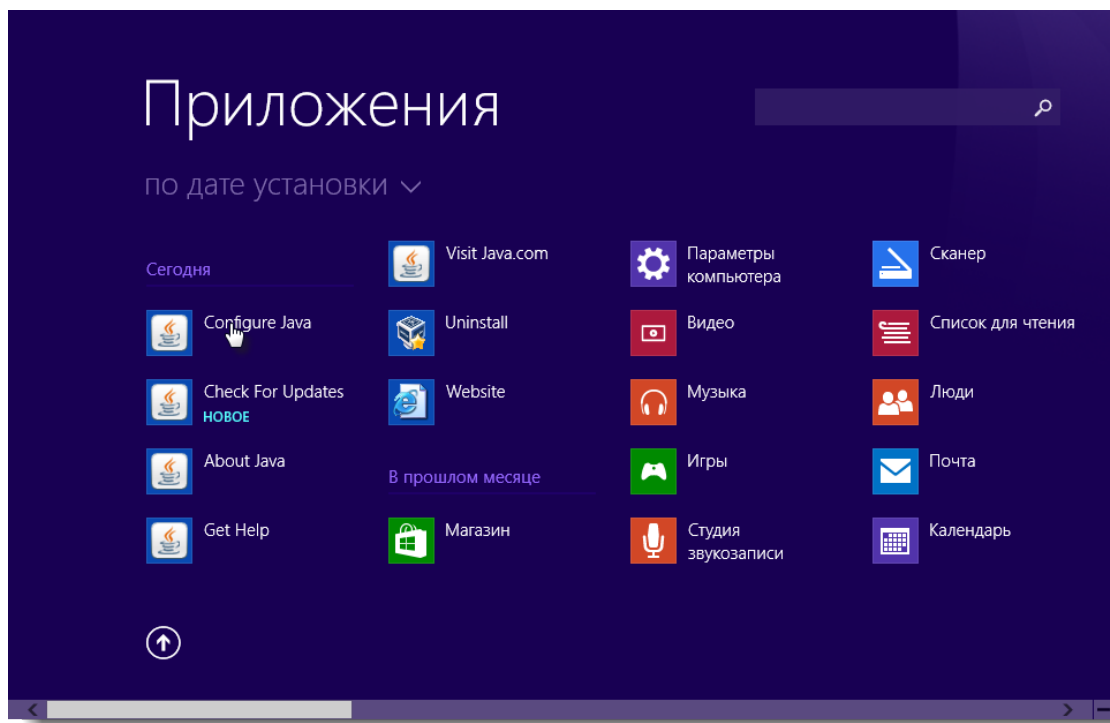 Приложения
по дате установки
Сегодня
Configure Java
Check For Updates
НОВОЕ
About Java
Get Help
Visit Java.com
Uninstall
Website
В прошлом месяце
Магазин
Параметры
компьютера
Видео
Музыка
Игры
Студия
звукозаписи
Сканер
Список для чтения
Люди
Почта
Календарь